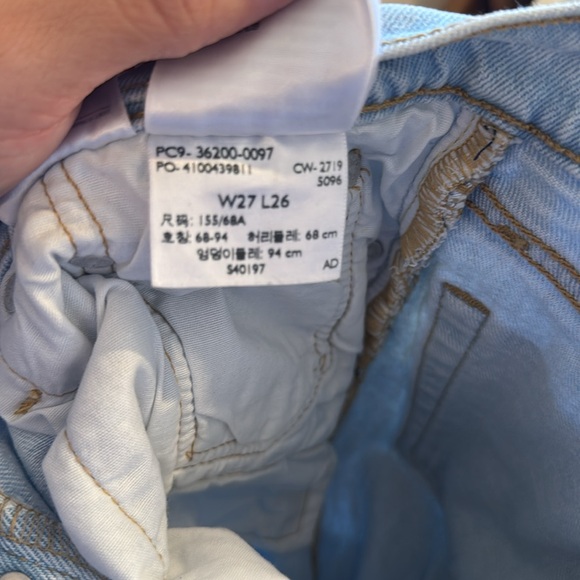 PC9- 36200-0097
PO- 4100439811 CW- 2719
5096
W27 L26
尺码: 155/68A
호칭: 68-94 허리둘레: 68 cm
엉덩이둘레: 94 cm
S40197 AD